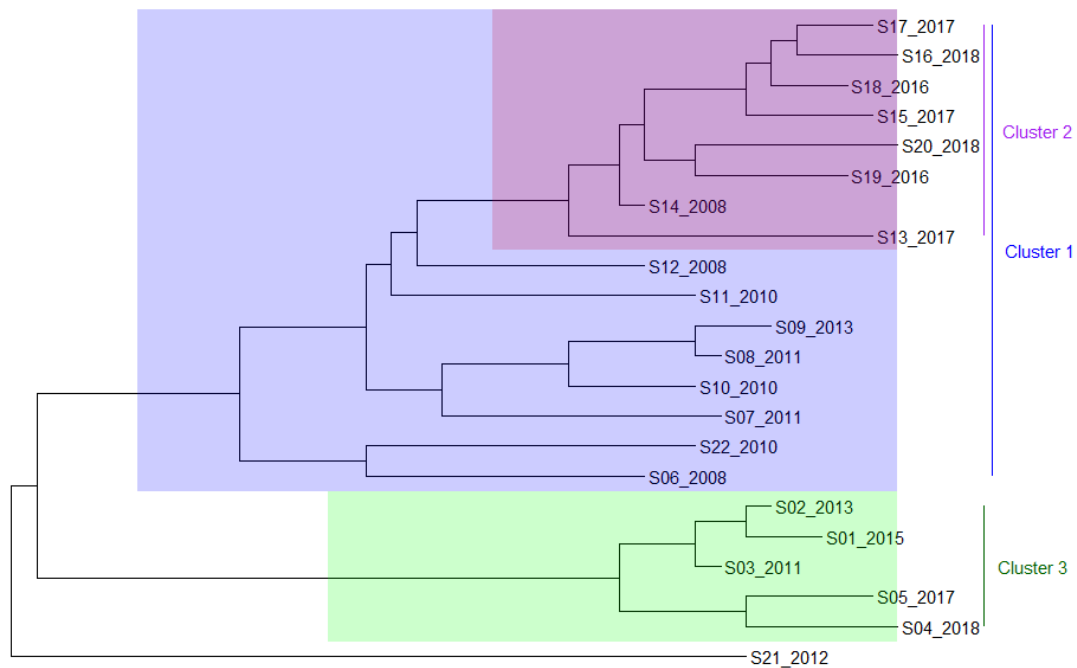 S17_2017
S16_2018
S18_2016
S15_2017
Cluster 2
S20_2018
S19_2016
S14_2008
S13_2017
Cluster 1
S12_2008
S11_2010
S09_2013
S08_2011
S10_2010
S07_2011
S22_2010
S06_2008
S02_2013
S01_2015
S03_2011
Cluster 3
S05_2017
S04_2018
S21_2012